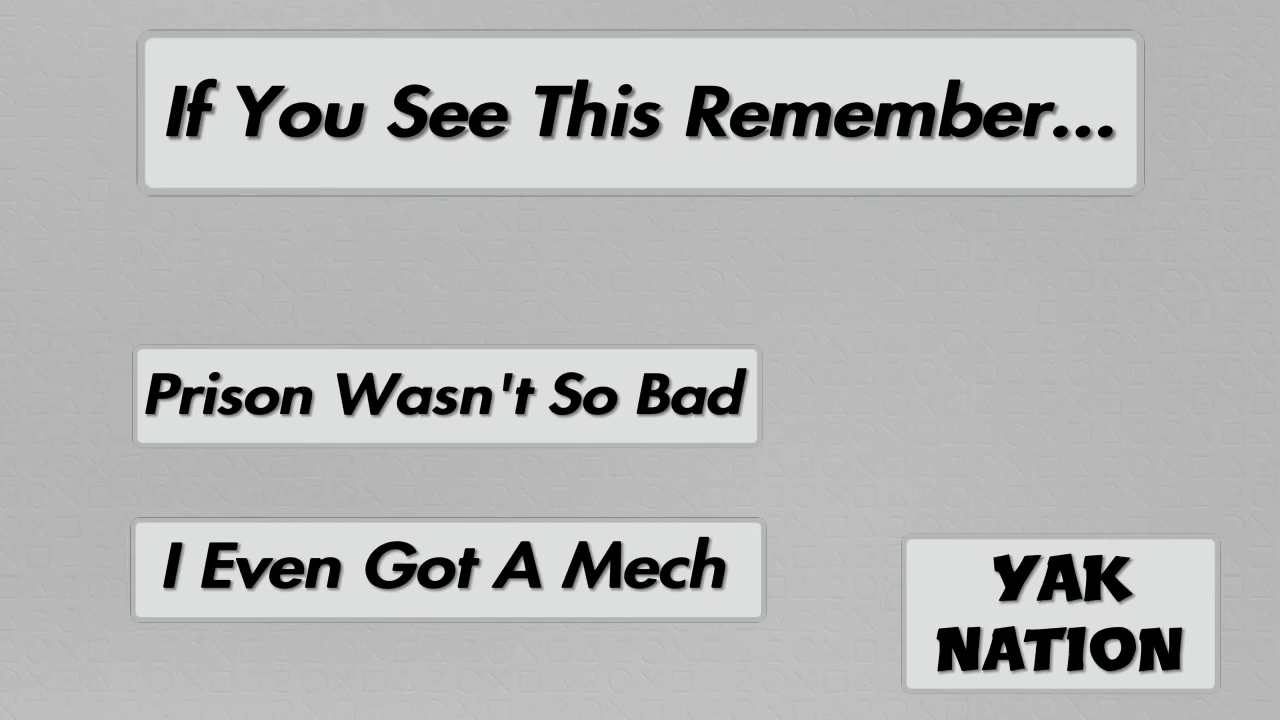 If You See This Remember...
Prison Wasn't So Bad
I Even Got A Mech
YAK
NATION